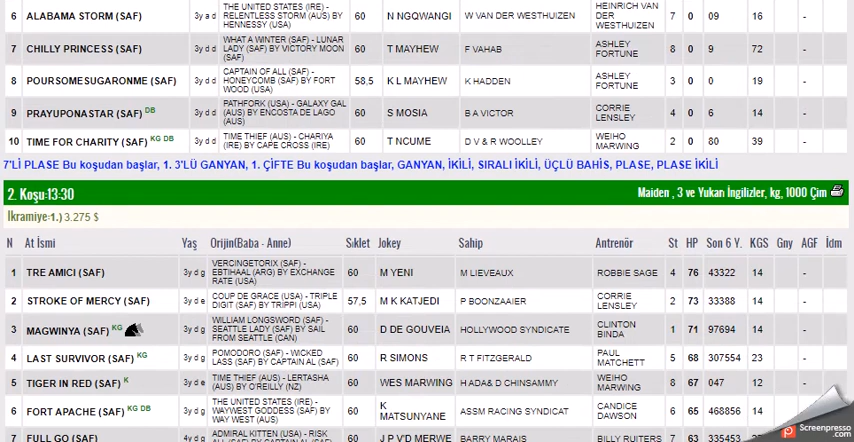 THE UNITED STATES (IRE) -
6 ALABAMA STORM (SAF) 3y a d RELENTLESS STORM (AUS) BY HENNESSY (USA) 60 N NGQWANGI W VAN DER WESTHUIZEN HEINRICH VAN DER WESTHUIZEN 7 0 09 16 -
7 CHILLY PRINCESS (SAF) 3y d d WHAT A WINTER (SAF) - LUNAR LADY (SAF) BY VICTORY MOON (SAF) 60 T MAYHEW F VAHAB ASHLEY FORTUNE 8 0 9 72 -
8 POURSOMESUGARONME (SAF) 3y d d CAPTAIN OF ALL (SAF) - HONEYCOMB (SAF) BY FORT WOOD (USA) 58,5 K L MAYHEW K HADDEN ASHLEY FORTUNE 3 0 0 19 -
9 PRAYUPONASTAR (SAF) DB 3y d d PATHFORK (USA) - GALAXY GAL (AUS) BY ENCOSTA DE LAGO (AUS) 60 S MOSIA B A VICTOR CORRIE LENSLEY 4 0 6 14 -
10 TIME FOR CHARITY (SAF) KG DB 3y d d TIME THIEF (AUS) - CHARIYA (IRE) BY CAPE CROSS (IRE) 60 T NCUME D V & R WOOLLEY WEIHO MARWING 2 0 80 39 -
7'Lİ PLASE Bu koşudan başlar, 1. 3'LÜ GANYAN, 1. ÇİFTE Bu koşudan başlar, GANYAN, İKİLİ, SIRALI İKİLİ, ÜÇLÜ BAHİS, PLASE, PLASE İKİLİ
2. Koşu:13:30 Maiden , 3 ve Yukarı İngilizler, kg, 1000 Çim
İkramiye:1.) 3.275 $
N At İsmi Yaş Orijin(Baba - Anne) Sıklet Jokey Sahip Antrenör St HP Son 6 Y. KGS Gny AGF İdm
1 TRE AMICI (SAF) 3y d g VERCINGETORIX (SAF) - EBTIHAAL (ARG) BY EXCHANGE RATE (USA) 60 M YENI M LIEVEAUX ROBBIE SAGE 4 76 43322 14 -
2 STROKE OF MERCY (SAF) 3y d e COUP DE GRACE (USA) - TRIPLE DIGIT (SAF) BY TRIPPI (USA) 57,5 M K KATJEDI P BOONZAAIER CORRIE LENSLEY 2 73 33388 14 -
3 MAGWINYA (SAF) KG 3y d g WILLIAM LONGSWORD (SAF) - SEATTLE LADY (SAF) BY SAIL FROM SEATTLE (CAN) 60 D DE GOUVEIA HOLLYWOOD SYNDICATE CLINTON BINDA 1 71 97694 14 -
4 LAST SURVIVOR (SAF) KG 3y d g POMODORO (SAF) - WICKED LASS (SAF) BY CAPTAIN AL (SAF) 60 R SIMONS R T FITZGERALD PAUL MATCHETT 5 68 307554 23 -
5 TIGER IN RED (SAF) K 3y d e TIME THIEF (AUS) - LERTASHA (AUS) BY O'REILLY (NZ) 60 WES MARWING H ADA& D CHINSAMMY WEIHO MARWING 8 67 047 12 -
6 FORT APACHE (SAF) KG DB 3y d g THE UNITED STATES (IRE) - WAYWEST GODDESS (SAF) BY WAY WEST (AUS) 60 K MATSUNYANE ASSM RACING SYNDICAT CANDICE DAWSON 6 65 468856 14
7 FULL GO (SAF) 4y d g ADMIRAL KITTEN (USA) - RISK 60 J P V'D MERWE BARRY MARAIS BILLY RUITERS 7 63
Screenpresso
.com